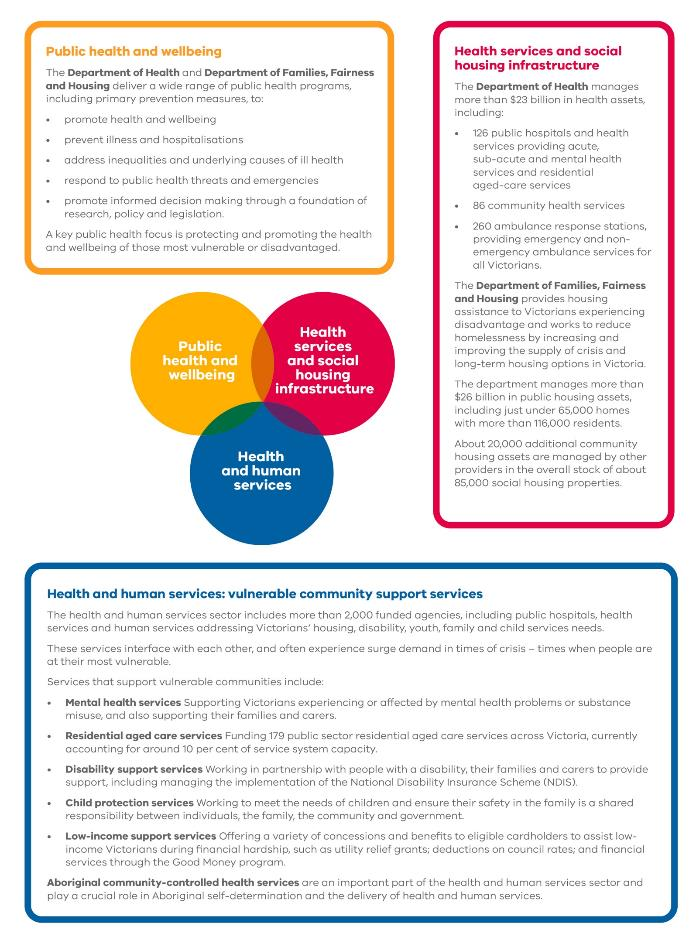 Public health and wellbeing
The Department of Health and Department of Families, Fairness
and Housing deliver a wide range of public health programs,
including primary prevention measures, to:
• promote health and wellbeing
• prevent illness and hospitalisations
• address inequalities and underlying causes of ill health
• respond to public health threats and emergencies
• promote informed decision making through a foundation of
research, policy and legislation.
A key public health focus is protecting and promoting the health
and wellbeing of those most vulnerable or disadvantaged.
Health services and social
housing infrastructure
The Department of Health manages
more than $23 billion in health assets,
including:
• 126 public hospitals and health
services providing acute,
sub-acute and mental health
services and residential
aged-care services
• 86 community health services
• 260 ambulance response stations,
providing emergency and non-
emergency ambulance services for
all Victorians.
The Department of Families, Fairness
and Housing provides housing
assistance to Victorians experiencing
disadvantage and works to reduce
homelessness by increasing and
improving the supply of crisis and
long-term housing options in Victoria.
The department manages more than
$26 billion in public housing assets,
including just under 65,000 homes
with more than 116,000 residents.
About 20,000 additional community
housing assets are managed by other
providers in the overall stock of about
85,000 social housing properties.
Public
health and
wellbeing
Health
services
and social
housing
infrastructure
Health
and human
services
Health and human services: vulnerable community support services
The health and human services sector includes more than 2,000 funded agencies, including public hospitals, health
services and human services addressing Victorians' housing, disability, youth, family and child services needs.
These services interface with each other, and often experience surge demand in times of crisis – times when people are
at their most vulnerable.
Services that support vulnerable communities include:
• Mental health services Supporting Victorians experiencing or affected by mental health problems or substance
misuse, and also supporting their families and carers.
• Residential aged care services Funding 179 public sector residential aged care services across Victoria, currently
accounting for around 10 per cent of service system capacity.
• Disability support services Working in partnership with people with a disability, their families and carers to provide
support, including managing the implementation of the National Disability Insurance Scheme (NDIS).
• Child protection services Working to meet the needs of children and ensure their safety in the family is a shared
responsibility between individuals, the family, the community and government.
• Low-income support services Offering a variety of concessions and benefits to eligible cardholders to assist low-
income Victorians during financial hardship, such as utility relief grants; deductions on council rates; and financial
services through the Good Money program.
Aboriginal community-controlled health services are an important part of the health and human services sector and
play a crucial role in Aboriginal self-determination and the delivery of health and human services.